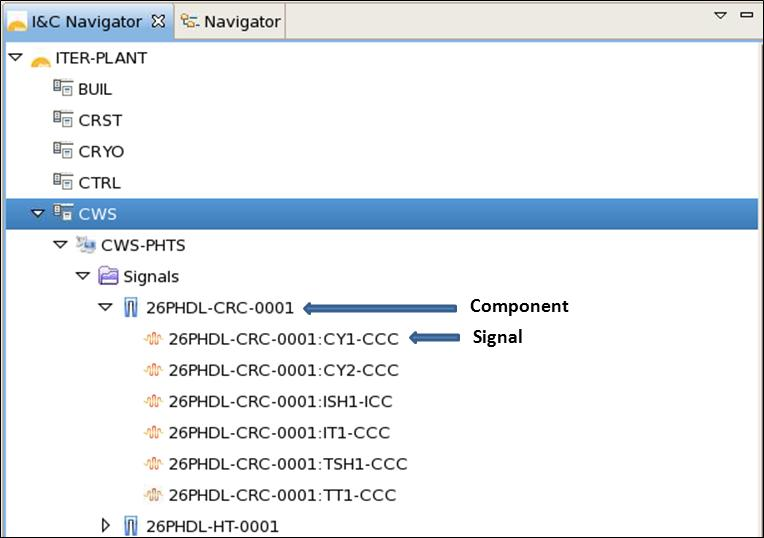 I&C Navigator Navigator
ITER-PLANT
BUIL
CRST
CRYO
CTRL
CWS
CWS-PHTS
Signals
26PHDL-CRC-0001 Component
26PHDL-CRC-0001:CY1-CCC Signal
26PHDL-CRC-0001:CY2-CCC
26PHDL-CRC-0001:ISH1-ICC
26PHDL-CRC-0001:IT1-CCC
26PHDL-CRC-0001:TSH1-CCC
26PHDL-CRC-0001:TT1-CCC
26PHDL-HT-0001